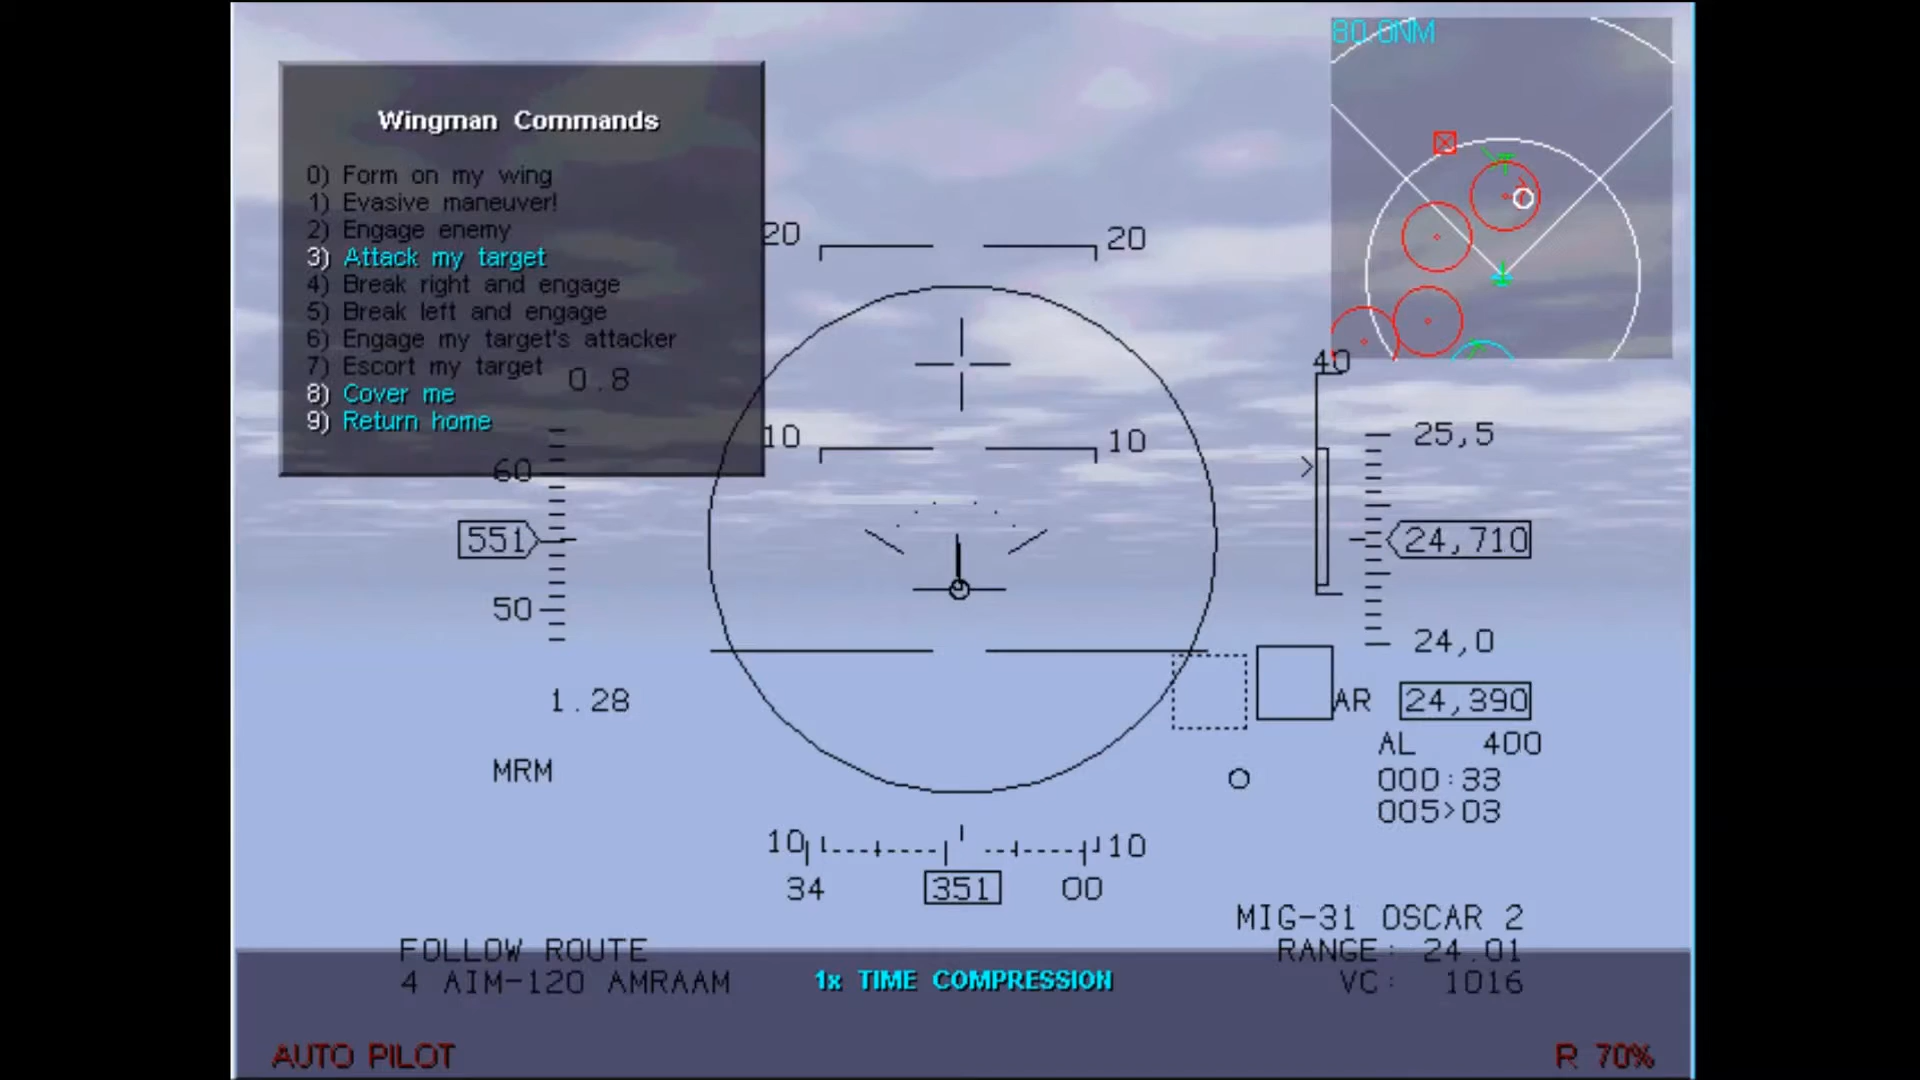 80.0NM
Wingman Commands
0) Form on my wing
1) Evasive maneuver!
2) Engage enemy
3) Attack my target
4) Break right and engage
5) Break left and engage
6) Engage my target's attacker
7) Escort my target
8) Cover me
9) Return home
20 20
0.8
40
10 10
25,5
60
551
24,710
50
24,0
1.28
AR 24,390
AL 400
MRM
000:33
005>03
10 10
34 351 00
MIG-31 OSCAR 2
FOLLOW ROUTE
RANGE: 24.01
4 AIM-120 AMRAAM
1x TIME COMPRESSION
VC: 1016
AUTO PILOT
R 70%